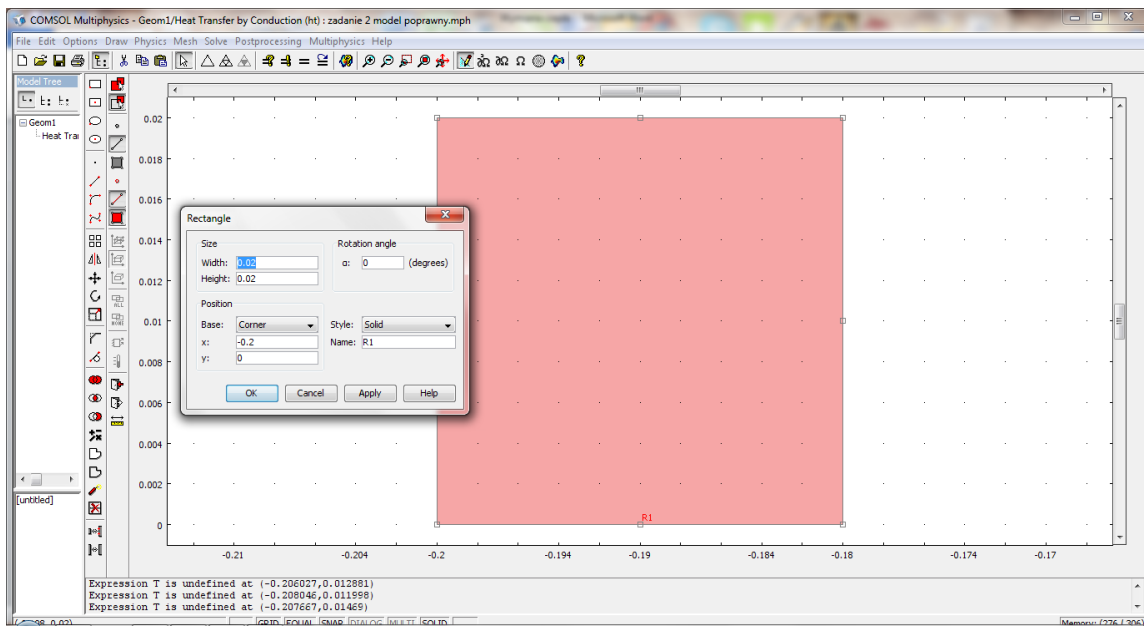 COMSOL Multiphysics - Geom1/Heat Transfer by Conduction (ht) : zadanie 2 model poprawny.mph
File Edit Options Draw Physics Mesh Solve Postprocessing Multiphysics Help
Model Tree
Geom1
Heat Tra
[untitled]
0.02
0.018
0.016
0.014
0.012
0.01
0.008
0.006
0.004
0.002
0
Rectangle
Size
Width: 0.02
Height: 0.02
Rotation angle
α: 0 (degrees)
Position
Base: Corner
x: -0.2
y: 0
Style: Solid
Name: R1
OK Cancel Apply Help
R1
-0.21 -0.204 -0.2 -0.194 -0.19 -0.184 -0.18 -0.174 -0.17
Expression T is undefined at (-0.206027,0.012881)
Expression T is undefined at (-0.208046,0.011998)
Expression T is undefined at (-0.207667,0.01469)
GRID EQUAL SNAP DIALOG MULTI SOLID
Memory: (276 / 306